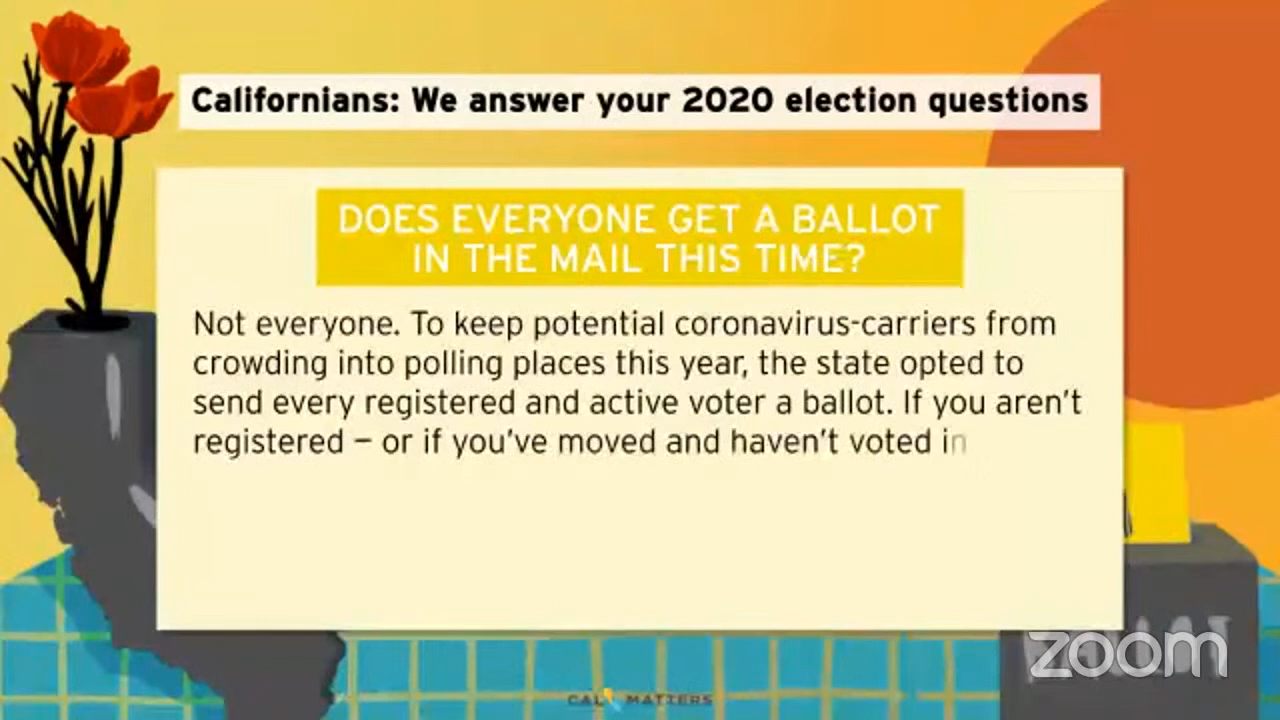 Californians: We answer your 2020 election questions
DOES EVERYONE GET A BALLOT
IN THE MAIL THIS TIME?
Not everyone. To keep potential coronavirus-carriers from
crowding into polling places this year, the state opted to
send every registered and active voter a ballot. If you aren't
registered – or if you've moved and haven't voted in
zoom
CAL MATTERS